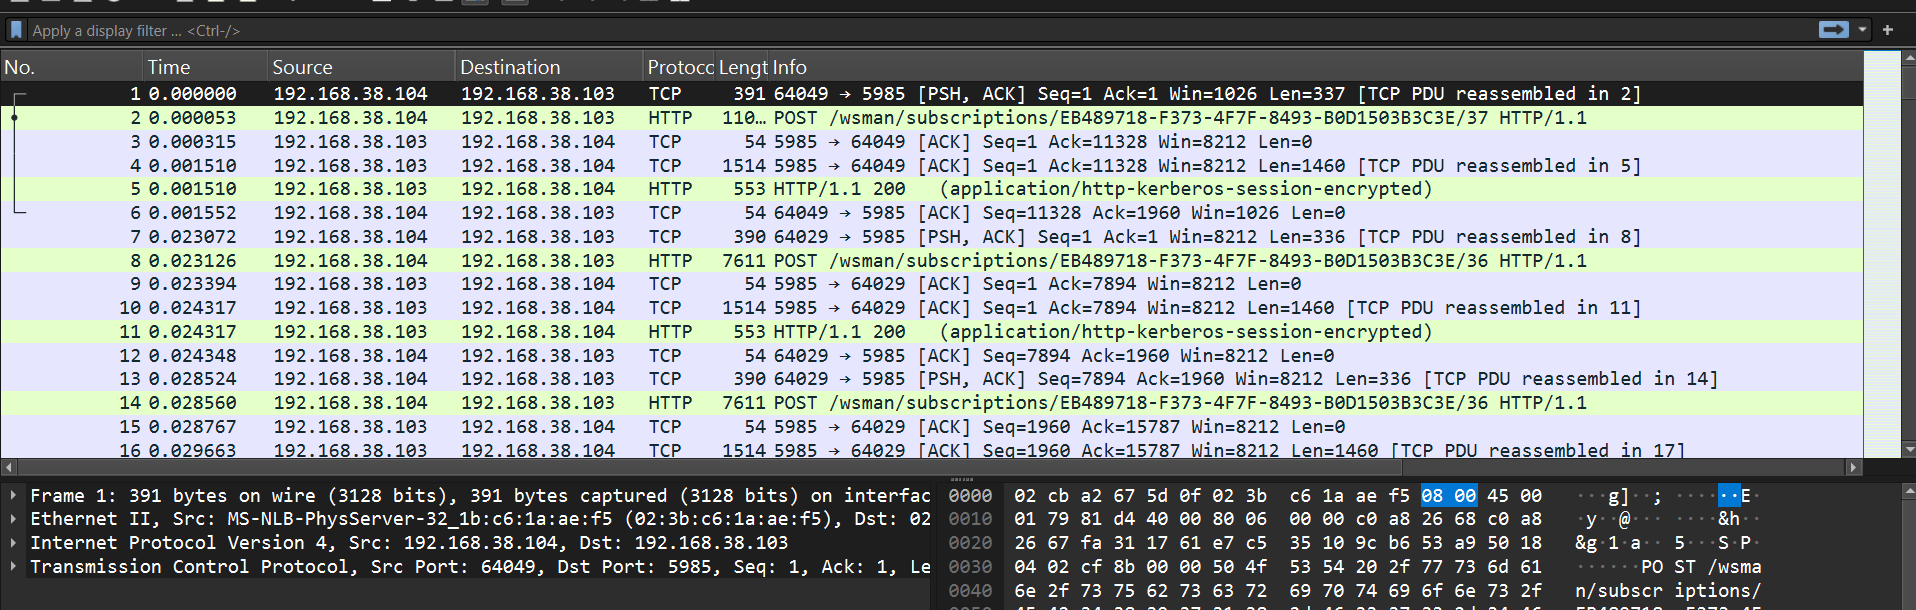 Apply a display filter ... <Ctrl-/>
No. Time Source Destination Protocc Lengt Info
1 0.000000 192.168.38.104 192.168.38.103 TCP 391 64049 → 5985 [PSH, ACK] Seq=1 Ack=1 Win=1026 Len=337 [TCP PDU reassembled in 2]
2 0.000053 192.168.38.104 192.168.38.103 HTTP 110… POST /wsman/subscriptions/EB489718-F373-4F7F-8493-B0D1503B3C3E/37 HTTP/1.1
3 0.000315 192.168.38.103 192.168.38.104 TCP 54 5985 → 64049 [ACK] Seq=1 Ack=11328 Win=8212 Len=0
4 0.001510 192.168.38.103 192.168.38.104 TCP 1514 5985 → 64049 [ACK] Seq=1 Ack=11328 Win=8212 Len=1460 [TCP PDU reassembled in 5]
5 0.001510 192.168.38.103 192.168.38.104 HTTP 553 HTTP/1.1 200 (application/http-kerberos-session-encrypted)
6 0.001552 192.168.38.104 192.168.38.103 TCP 54 64049 → 5985 [ACK] Seq=11328 Ack=1960 Win=1026 Len=0
7 0.023072 192.168.38.104 192.168.38.103 TCP 390 64029 → 5985 [PSH, ACK] Seq=1 Ack=1 Win=8212 Len=336 [TCP PDU reassembled in 8]
8 0.023126 192.168.38.104 192.168.38.103 HTTP 7611 POST /wsman/subscriptions/EB489718-F373-4F7F-8493-B0D1503B3C3E/36 HTTP/1.1
9 0.023394 192.168.38.103 192.168.38.104 TCP 54 5985 → 64029 [ACK] Seq=1 Ack=7894 Win=8212 Len=0
10 0.024317 192.168.38.103 192.168.38.104 TCP 1514 5985 → 64029 [ACK] Seq=1 Ack=7894 Win=8212 Len=1460 [TCP PDU reassembled in 11]
11 0.024317 192.168.38.103 192.168.38.104 HTTP 553 HTTP/1.1 200 (application/http-kerberos-session-encrypted)
12 0.024348 192.168.38.104 192.168.38.103 TCP 54 64029 → 5985 [ACK] Seq=7894 Ack=1960 Win=8212 Len=0
13 0.028524 192.168.38.104 192.168.38.103 TCP 390 64029 → 5985 [PSH, ACK] Seq=7894 Ack=1960 Win=8212 Len=336 [TCP PDU reassembled in 14]
14 0.028560 192.168.38.104 192.168.38.103 HTTP 7611 POST /wsman/subscriptions/EB489718-F373-4F7F-8493-B0D1503B3C3E/36 HTTP/1.1
15 0.028767 192.168.38.103 192.168.38.104 TCP 54 5985 → 64029 [ACK] Seq=1960 Ack=15787 Win=8212 Len=0
16 0.029663 192.168.38.103 192.168.38.104 TCP 1514 5985 → 64029 [ACK] Seq=1960 Ack=15787 Win=8212 Len=1460 [TCP PDU reassembled in 17]
Frame 1: 391 bytes on wire (3128 bits), 391 bytes captured (3128 bits) on interfac
Ethernet II, Src: MS-NLB-PhysServer-32_1b:c6:1a:ae:f5 (02:3b:c6:1a:ae:f5), Dst: 02
Internet Protocol Version 4, Src: 192.168.38.104, Dst: 192.168.38.103
Transmission Control Protocol, Src Port: 64049, Dst Port: 5985, Seq: 1, Ack: 1, Le
0000 02 cb a2 67 5d 0f 02 3b c6 1a ae f5 08 00 45 00 ···g]··; ······E·
0010 01 79 81 d4 40 00 80 06 00 00 c0 a8 26 68 c0 a8 ·y··@··· ····&h··
0020 26 67 fa 31 17 61 e7 c5 35 10 9c b6 53 a9 50 18 &g·1·a·· 5···S·P·
0030 04 02 cf 8b 00 00 50 4f 53 54 20 2f 77 73 6d 61 ······PO ST /wsma
0040 6e 2f 73 75 62 73 63 72 69 70 74 69 6f 6e 73 2f n/subscr iptions/